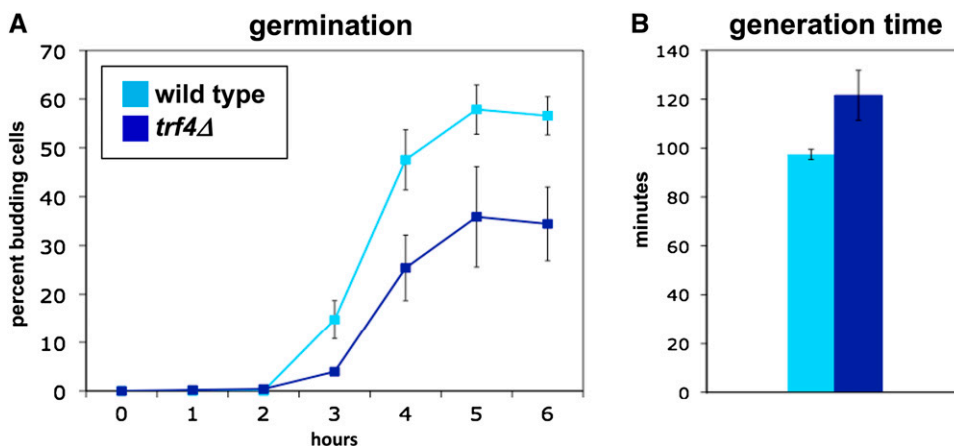 A germination
70
60
50
40
30
20
10
0
percent budding cells
wild type
trf4Δ
0 1 2 3 4 5 6
hours
B generation time
140
120
100
80
60
40
20
0
minutes